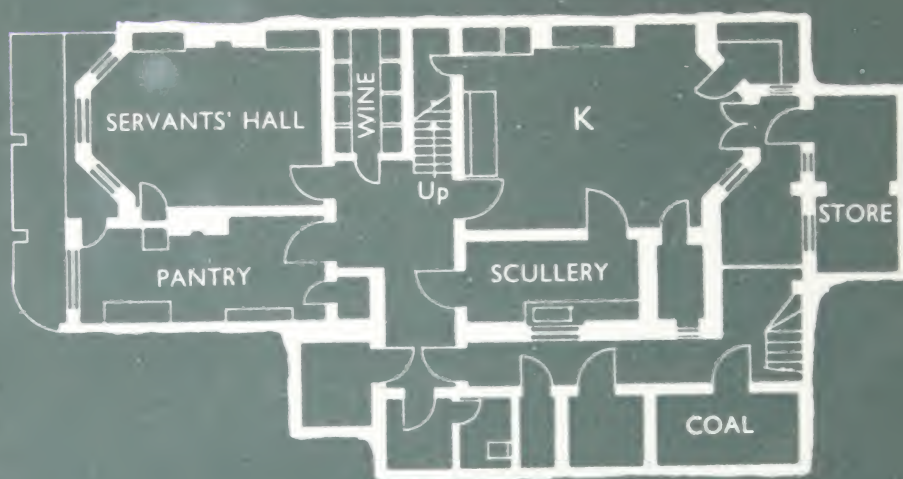 SERVANTS' HALL
WINE
K
Up
STORE
PANTRY
SCULLERY
COAL